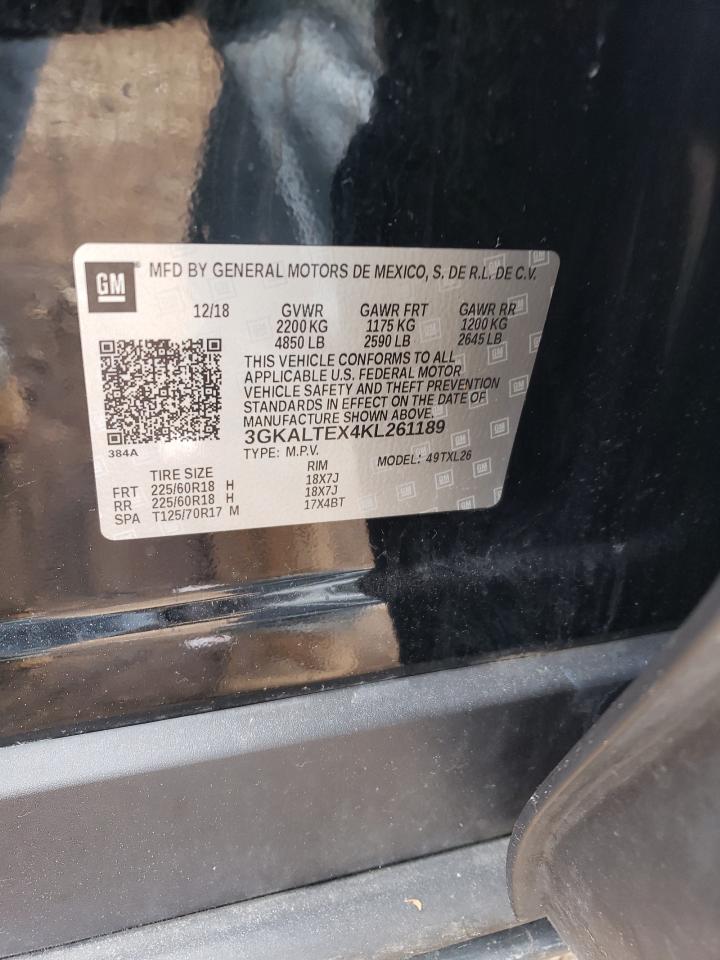 GM ® MFD BY GENERAL MOTORS DE MEXICO, S. DE R.L. DE C.V.
12/18 GVWR GAWR FRT GAWR RR
2200 KG 1175 KG 1200 KG
4850 LB 2590 LB 2645 LB
THIS VEHICLE CONFORMS TO ALL
APPLICABLE U.S. FEDERAL MOTOR
VEHICLE SAFETY AND THEFT PREVENTION
STANDARDS IN EFFECT ON THE DATE OF
MANUFACTURE SHOWN ABOVE.
3GKALTEX4KL261189
384A
TYPE: M.P.V. MODEL: 49TXL26
TIRE SIZE RIM
FRT 225/60R18 H 18X7J
RR 225/60R18 H 18X7J
SPA T125/70R17 M 17X4BT